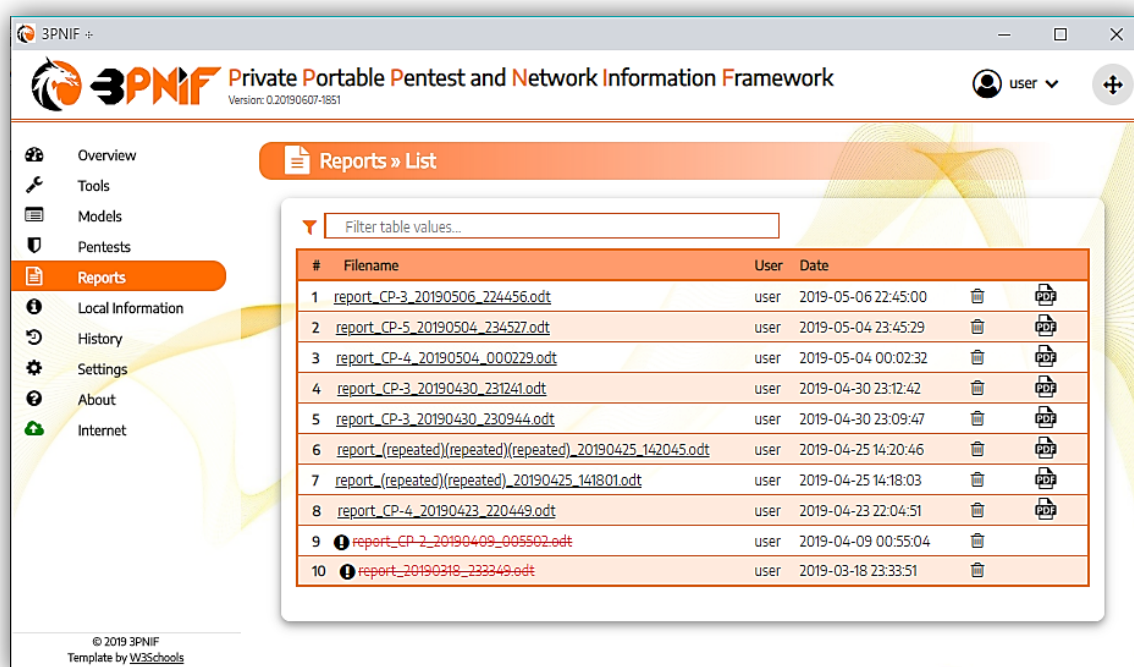 3PNIF ÷
3PNIF
Private Portable Pentest and Network Information Framework
Version: 0.20190607-1851
user
Overview
Tools
Models
Pentests
Reports
Local Information
History
Settings
About
Internet
© 2019 3PNIF
Template by W3Schools
Reports » List
Filter table values...
# Filename User Date
1 report_CP-3_20190506_224456.odt user 2019-05-06 22:45:00 PDF
2 report_CP-5_20190504_234527.odt user 2019-05-04 23:45:29 PDF
3 report_CP-4_20190504_000229.odt user 2019-05-04 00:02:32 PDF
4 report_CP-3_20190430_231241.odt user 2019-04-30 23:12:42 PDF
5 report_CP-3_20190430_230944.odt user 2019-04-30 23:09:47 PDF
6 report_(repeated)(repeated)(repeated)_20190425_142045.odt user 2019-04-25 14:20:46 PDF
7 report_(repeated)(repeated)_20190425_141801.odt user 2019-04-25 14:18:03 PDF
8 report_CP-4_20190423_220449.odt user 2019-04-23 22:04:51 PDF
9 report_CP-2_20190409_005502.odt user 2019-04-09 00:55:04
10 report_20190318_233349.odt user 2019-03-18 23:33:51